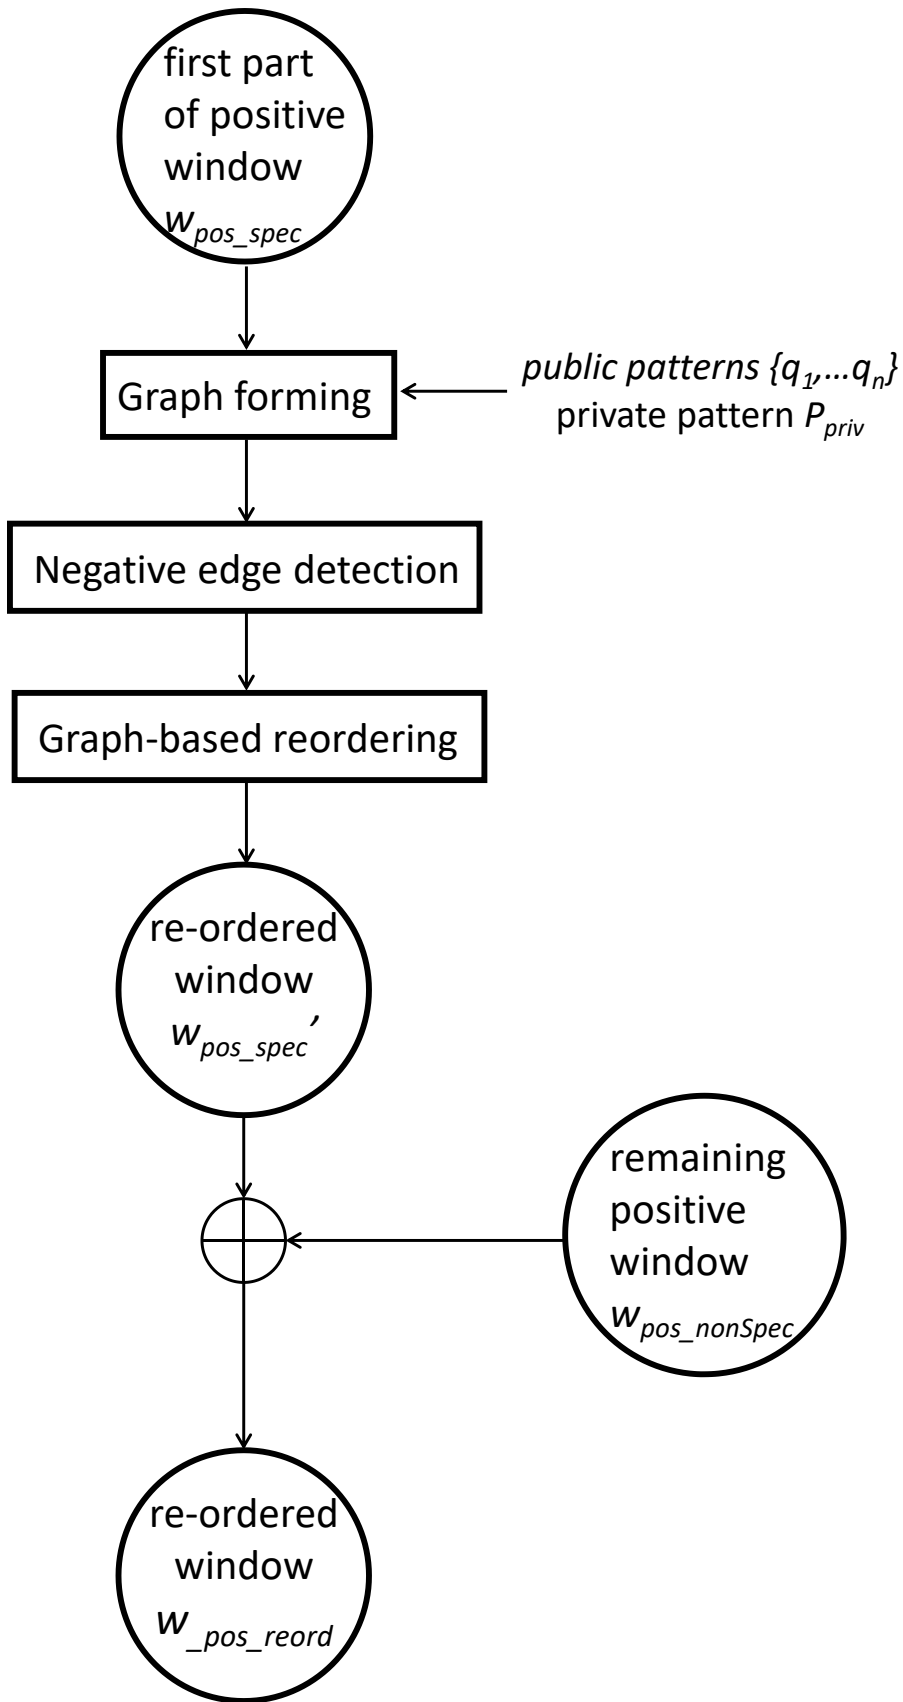 first part
of positive
window
w_pos_spec
Graph forming
public patterns {q_1,...q_n}
private pattern P_priv
Negative edge detection
Graph-based reordering
re-ordered
window
w_pos_spec'
remaining
positive
window
w_pos_nonSpec
re-ordered
window
w_pos_reord